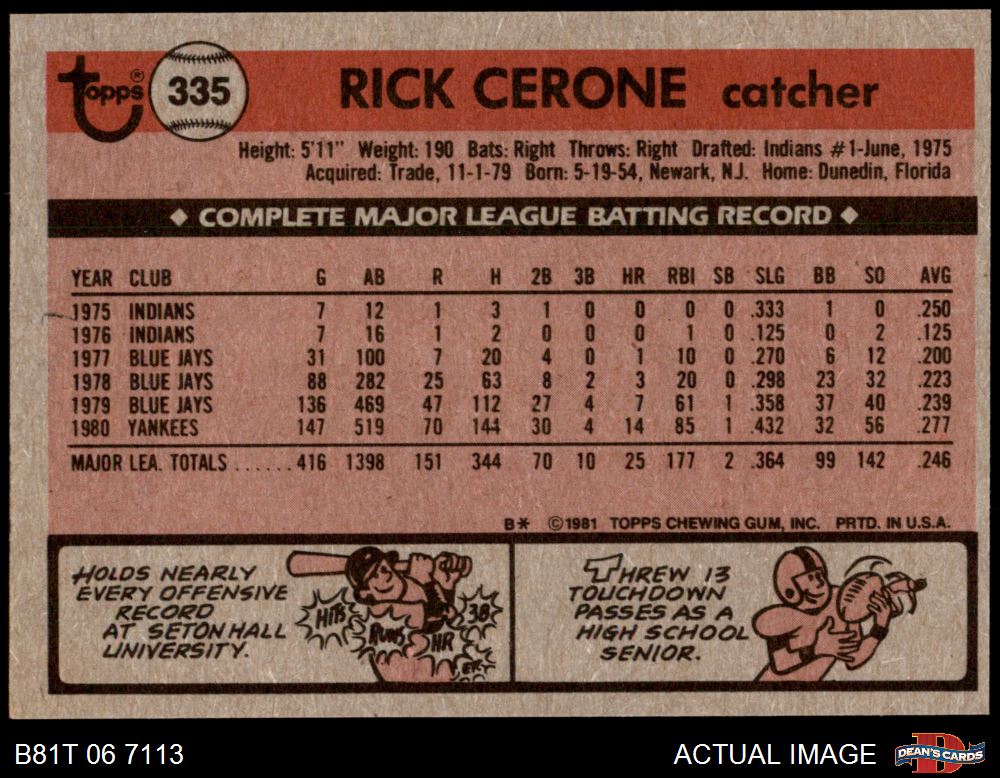 Topps® 335 RICK CERONE catcher
Height: 5'11" Weight: 190 Bats: Right Throws: Right Drafted: Indians #1-June, 1975
Acquired: Trade, 11-1-79 Born: 5-19-54, Newark, N.J. Home: Dunedin, Florida
◆ COMPLETE MAJOR LEAGUE BATTING RECORD ◆
YEAR CLUB G AB R H 2B 3B HR RBI SB SLG BB SO AVG
1975 INDIANS 7 12 1 3 1 0 0 0 0 .333 1 0 .250
1976 INDIANS 7 16 1 2 0 0 0 1 0 .125 0 2 .125
1977 BLUE JAYS 31 100 7 20 4 0 1 10 0 .270 6 12 .200
1978 BLUE JAYS 88 282 25 63 8 2 3 20 0 .298 23 32 .223
1979 BLUE JAYS 136 469 47 112 27 4 7 61 1 .358 37 40 .239
1980 YANKEES 147 519 70 144 30 4 14 85 1 .432 32 56 .277
MAJOR LEA. TOTALS ......416 1398 151 344 70 10 25 177 2 .364 99 142 .246
B* ©1981 TOPPS CHEWING GUM, INC. PRTD. IN U.S.A.
HOLDS NEARLY
EVERY OFFENSIVE
RECORD
AT SETON HALL
UNIVERSITY.
HITS
RUNS
HR
3B
ETC.
THREW 13
TOUCHDOWN
PASSES AS A
HIGH SCHOOL
SENIOR.
B81T 06 7113 ACTUAL IMAGE DEAN'S CARDS